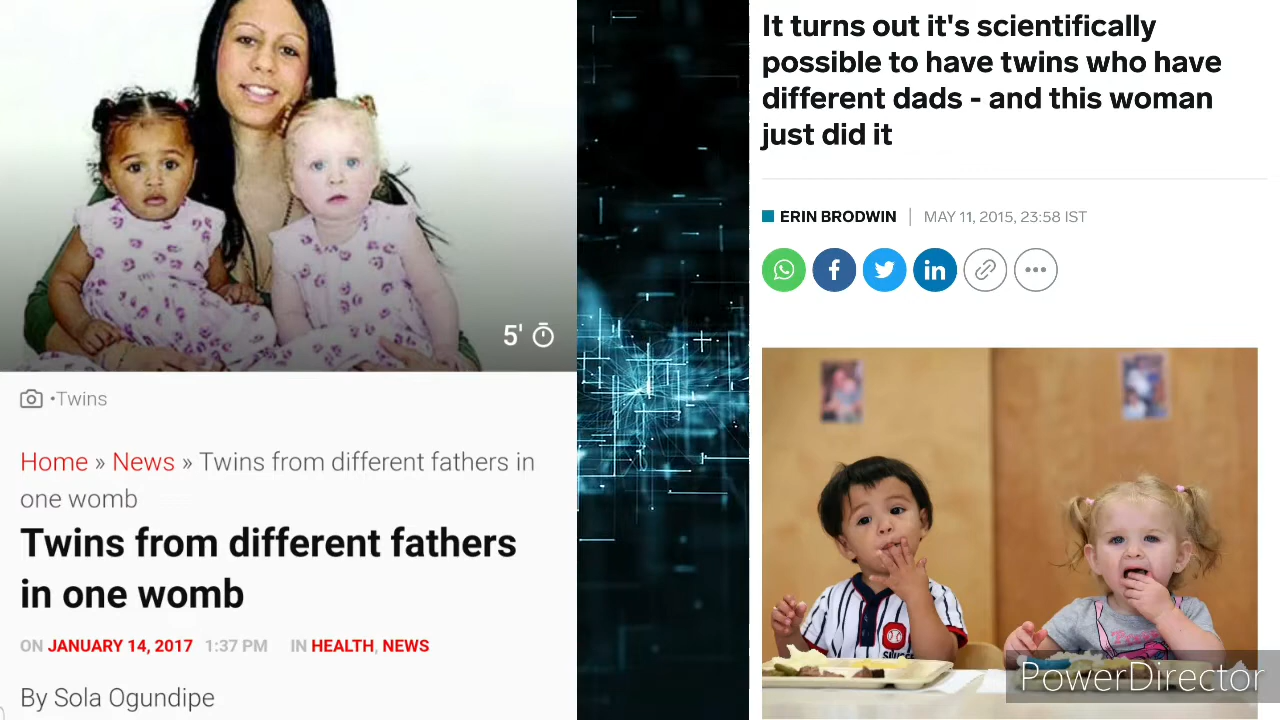 5'
•Twins
Home » News » Twins from different fathers in
one womb
Twins from different fathers
in one womb
ON JANUARY 14, 2017 1:37 PM IN HEALTH, NEWS
By Sola Ogundipe
It turns out it's scientifically
possible to have twins who have
different dads - and this woman
just did it
ERIN BRODWIN | MAY 11, 2015, 23:58 IST
f
in
PowerDirector